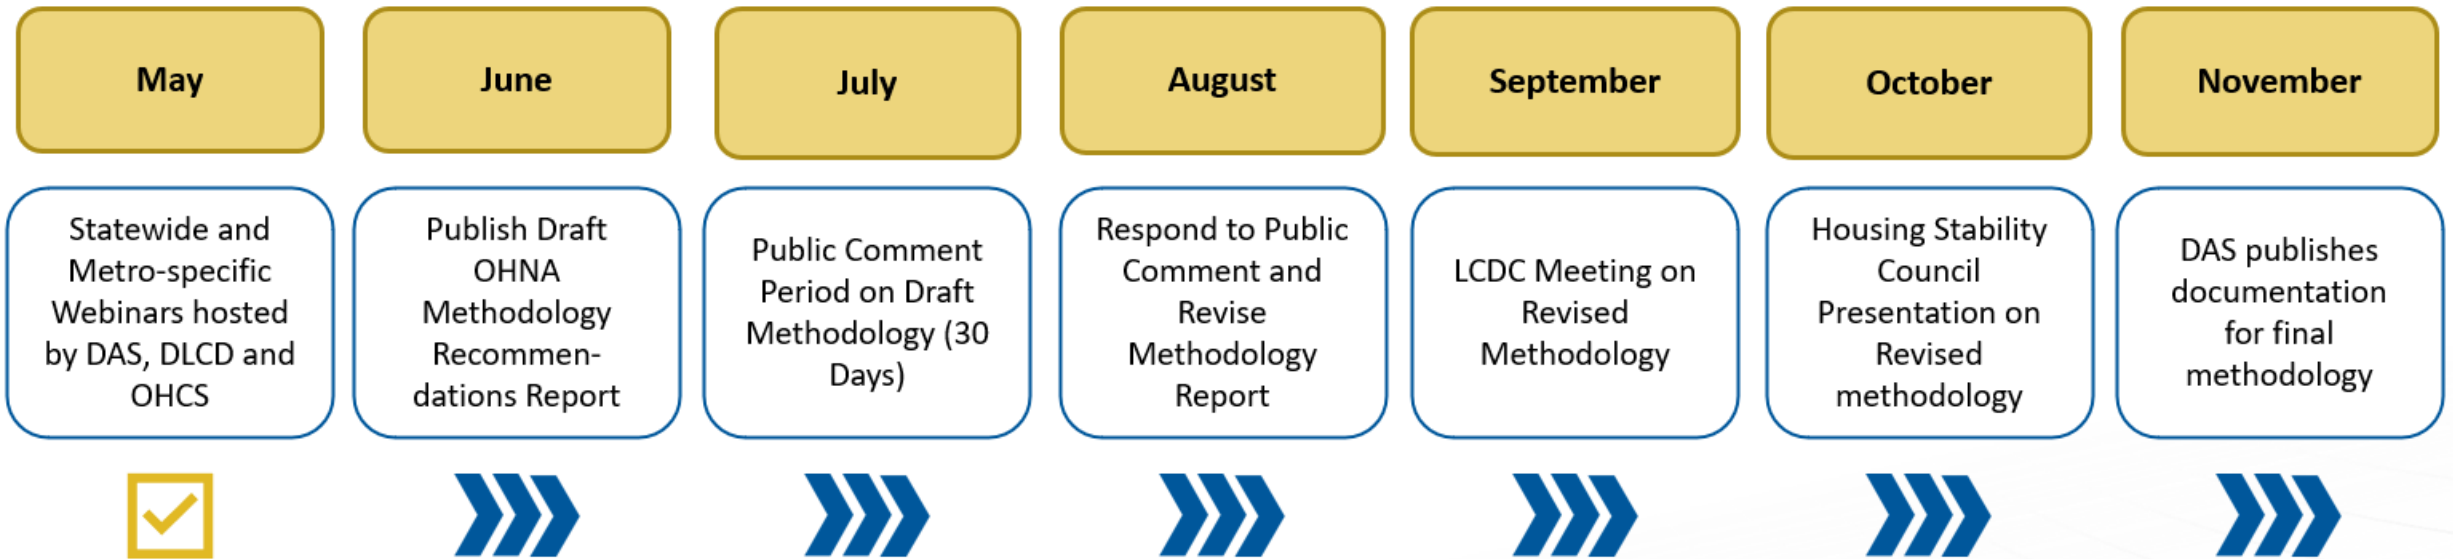 May
June
July
August
September
October
November
Statewide and
Metro-specific
Webinars hosted
by DAS, DLCD and
OHCS
Publish Draft
OHNA
Methodology
Recommen-
dations Report
Public Comment
Period on Draft
Methodology (30
Days)
Respond to Public
Comment and
Revise
Methodology
Report
LCDC Meeting on
Revised
Methodology
Housing Stability
Council
Presentation on
Revised
methodology
DAS publishes
documentation
for final
methodology